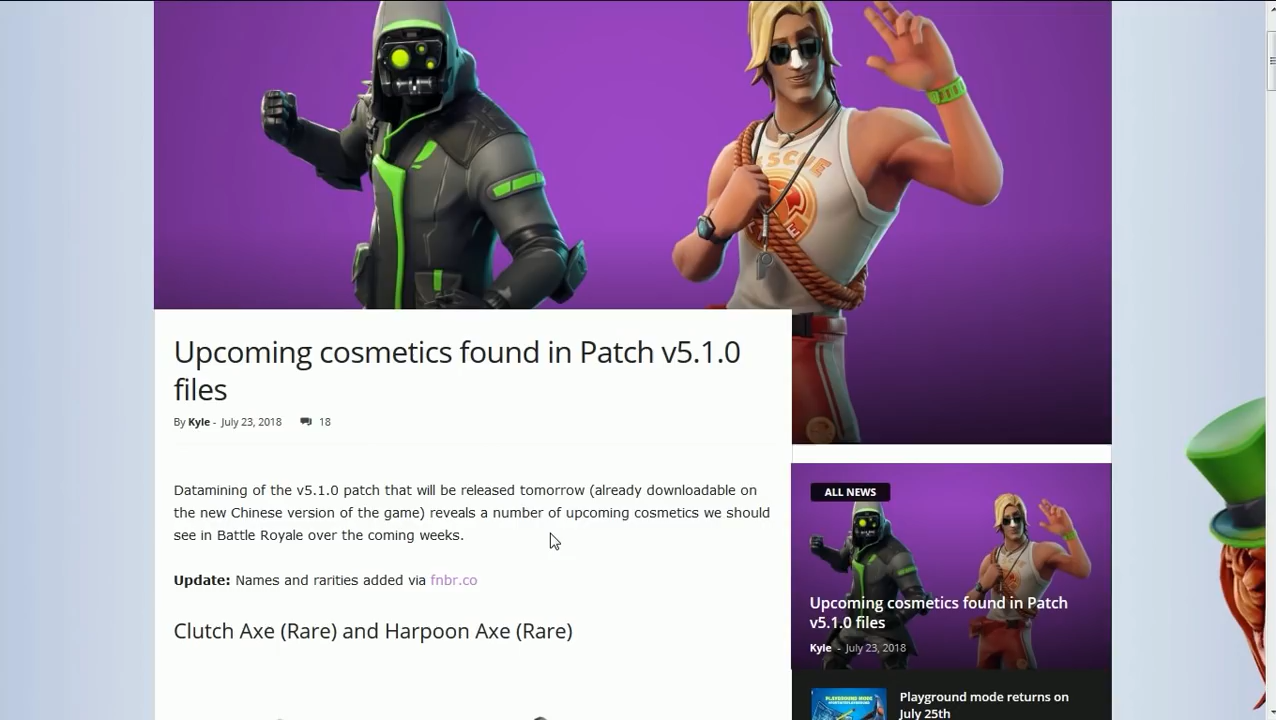 SCUE
Upcoming cosmetics found in Patch v5.1.0
files
By Kyle - July 23, 2018 18
Datamining of the v5.1.0 patch that will be released tomorrow (already downloadable on
the new Chinese version of the game) reveals a number of upcoming cosmetics we should
see in Battle Royale over the coming weeks.
Update: Names and rarities added via fnbr.co
Clutch Axe (Rare) and Harpoon Axe (Rare)
ALL NEWS
Upcoming cosmetics found in Patch
v5.1.0 files
Kyle - July 23, 2018
PLAYGROUND MODE
Playground mode returns on
July 25th